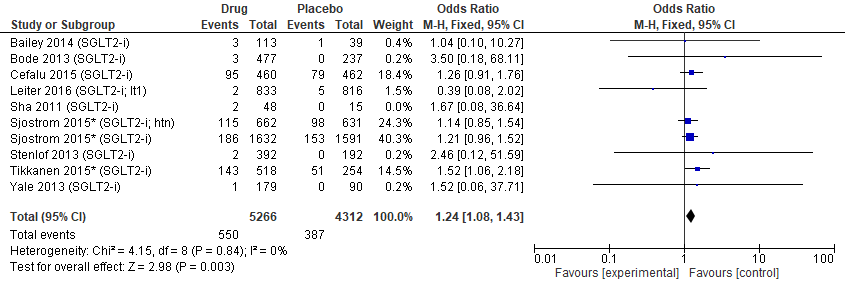 Drug Placebo Odds Ratio Odds Ratio
Study or Subgroup Events Total Events Total Weight M-H, Fixed, 95% CI M-H, Fixed, 95% CI
Bailey 2014 (SGLT2-i) 3 113 1 39 0.4% 1.04 [0.10, 10.27]
Bode 2013 (SGLT2-i) 3 477 0 237 0.2% 3.50 [0.18, 68.11]
Cefalu 2015 (SGLT2-i) 95 460 79 462 18.4% 1.26 [0.91, 1.76]
Leiter 2016 (SGLT2-i; lt1) 2 833 5 816 1.5% 0.39 [0.08, 2.02]
Sha 2011 (SGLT2-i) 2 48 0 15 0.0% 1.67 [0.08, 36.64]
Sjostrom 2015* (SGLT2-i; htn) 115 662 98 631 24.3% 1.14 [0.85, 1.54]
Sjostrom 2015* (SGLT2-i) 186 1632 153 1591 40.3% 1.21 [0.96, 1.52]
Stenlof 2013 (SGLT2-i) 2 392 0 192 0.2% 2.46 [0.12, 51.59]
Tikkanen 2015* (SGLT2-i) 143 518 51 254 14.5% 1.52 [1.06, 2.18]
Yale 2013 (SGLT2-i) 1 179 0 90 0.2% 1.52 [0.06, 37.71]
Total (95% CI) 5266 4312 100.0% 1.24 [1.08, 1.43]
Total events 550 387
Heterogeneity: Chi² = 4.15, df = 8 (P = 0.84); I² = 0%
Test for overall effect: Z = 2.98 (P = 0.003)
0.01 0.1 1 10 100
Favours [experimental] Favours [control]